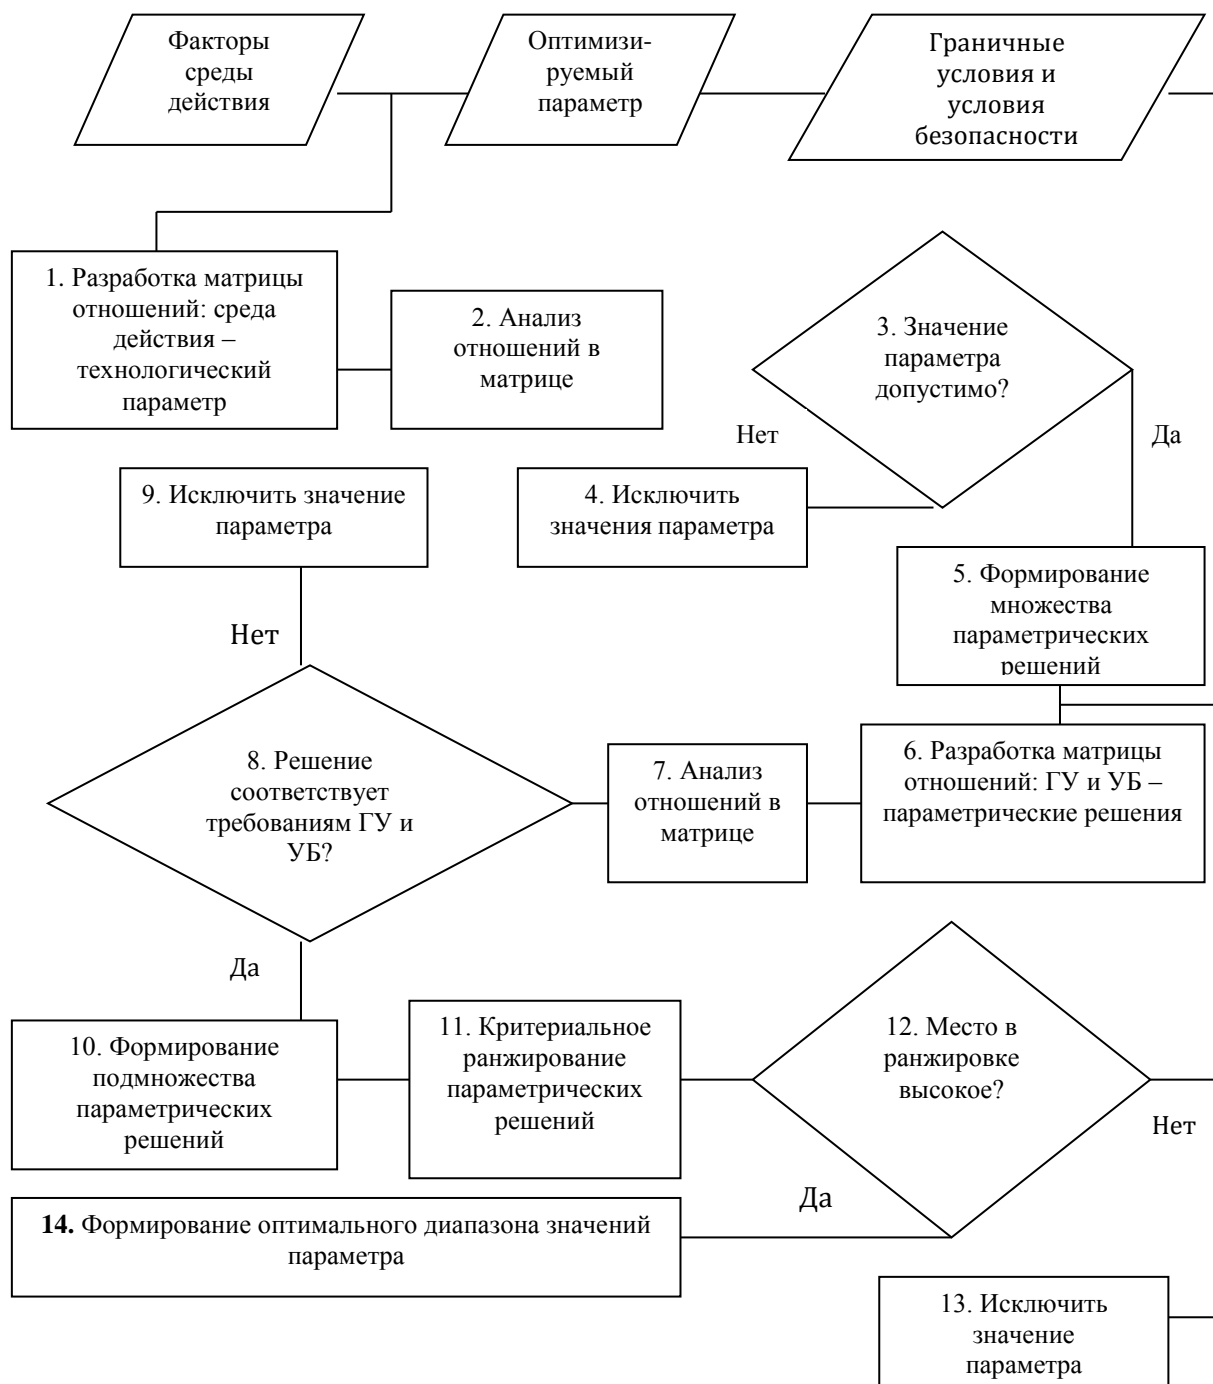 Факторы
среды
действия
Оптимизи-
руемый
параметр
Граничные
условия и
условия
безопасности
1. Разработка матрицы
отношений: среда
действия –
технологический
параметр
2. Анализ
отношений в
матрице
3. Значение
параметра
допустимо?
Нет
Да
9. Исключить значение
параметра
4. Исключить
значения параметра
5. Формирование
множества
параметрических
решений
Нет
8. Решение
соответствует
требованиям ГУ и
УБ?
7. Анализ
отношений в
матрице
6. Разработка матрицы
отношений: ГУ и УБ –
параметрические решения
Да
10. Формирование
подмножества
параметрических
решений
11. Критериальное
ранжирование
параметрических
решений
12. Место в
ранжировке
высокое?
Нет
Да
14. Формирование оптимального диапазона значений
параметра
13. Исключить
значение
параметра